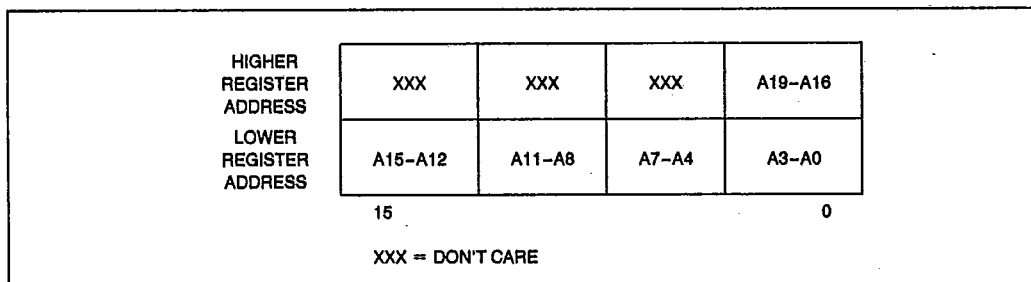 HIGHER
REGISTER
ADDRESS
XXX XXX XXX A19–A16
LOWER
REGISTER
ADDRESS
A15–A12 A11–A8 A7–A4 A3–A0
15 0
XXX = DON'T CARE